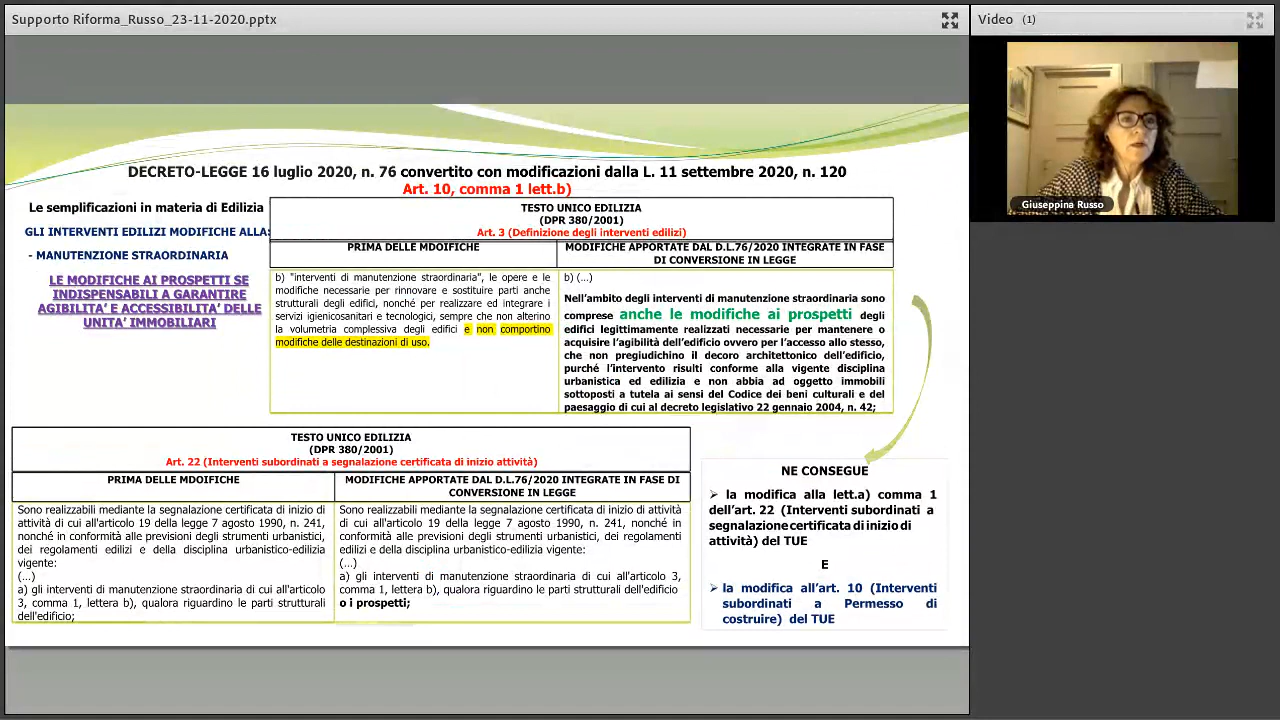 Supporto Riforma_Russo_23-11-2020.pptx
Video (1)
Giuseppina Russo
DECRETO-LEGGE 16 luglio 2020, n. 76 convertito con modificazioni dalla L. 11 settembre 2020, n. 120
Art. 10, comma 1 lett.b)
Le semplificazioni in materia di Edilizia
GLI INTERVENTI EDILIZI MODIFICHE ALLA:
- MANUTENZIONE STRAORDINARIA
LE MODIFICHE AI PROSPETTI SE
INDISPENSABILI A GARANTIRE
AGIBILITA' E ACCESSIBILITA' DELLE
UNITA' IMMOBILIARI
TESTO UNICO EDILIZIA
(DPR 380/2001)
Art. 3 (Definizione degli interventi edilizi)
PRIMA DELLE MDOIFICHE
MODIFICHE APPORTATE DAL D.L.76/2020 INTEGRATE IN FASE
DI CONVERSIONE IN LEGGE
b) "interventi di manutenzione straordinaria", le opere e le
modifiche necessarie per rinnovare e sostituire parti anche
strutturali degli edifici, nonché per realizzare ed integrare i
servizi igienicosanitari e tecnologici, sempre che non alterino
la volumetria complessiva degli edifici e non comportino
modifiche delle destinazioni di uso.
b) (…)
Nell'ambito degli interventi di manutenzione straordinaria sono
comprese anche le modifiche ai prospetti degli
edifici legittimamente realizzati necessarie per mantenere o
acquisire l'agibilità dell'edificio ovvero per l'accesso allo stesso,
che non pregiudichino il decoro architettonico dell'edificio,
purché l'intervento risulti conforme alla vigente disciplina
urbanistica ed edilizia e non abbia ad oggetto immobili
sottoposti a tutela ai sensi del Codice dei beni culturali e del
paesaggio di cui al decreto legislativo 22 gennaio 2004, n. 42;
TESTO UNICO EDILIZIA
(DPR 380/2001)
Art. 22 (Interventi subordinati a segnalazione certificata di inizio attività)
PRIMA DELLE MDOIFICHE
MODIFICHE APPORTATE DAL D.L.76/2020 INTEGRATE IN FASE DI
CONVERSIONE IN LEGGE
Sono realizzabili mediante la segnalazione certificata di inizio di
attività di cui all'articolo 19 della legge 7 agosto 1990, n. 241,
nonché in conformità alle previsioni degli strumenti urbanistici,
dei regolamenti edilizi e della disciplina urbanistico-edilizia
vigente:
(…)
a) gli interventi di manutenzione straordinaria di cui all'articolo
3, comma 1, lettera b), qualora riguardino le parti strutturali
dell'edificio;
Sono realizzabili mediante la segnalazione certificata di inizio di attività
di cui all'articolo 19 della legge 7 agosto 1990, n. 241, nonché in
conformità alle previsioni degli strumenti urbanistici, dei regolamenti
edilizi e della disciplina urbanistico-edilizia vigente:
(…)
a) gli interventi di manutenzione straordinaria di cui all'articolo 3,
comma 1, lettera b), qualora riguardino le parti strutturali dell'edificio
o i prospetti;
NE CONSEGUE
➢ la modifica alla lett.a) comma 1
dell'art. 22 (Interventi subordinati a
segnalazione certificata di inizio di
attività) del TUE
E
➢ la modifica all'art. 10 (Interventi
subordinati a Permesso di
costruire) del TUE